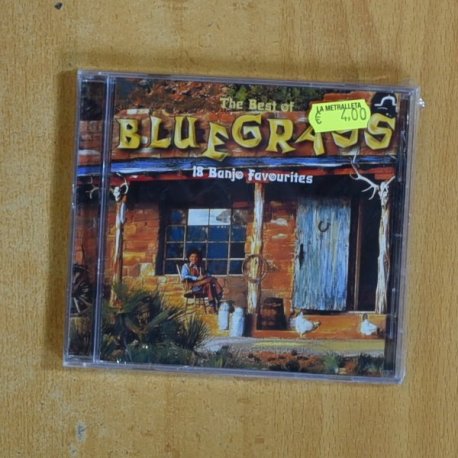 The Best of
BLUEGRASS
18 Banjo Favourites
LA METRALLETA
€ 4,00